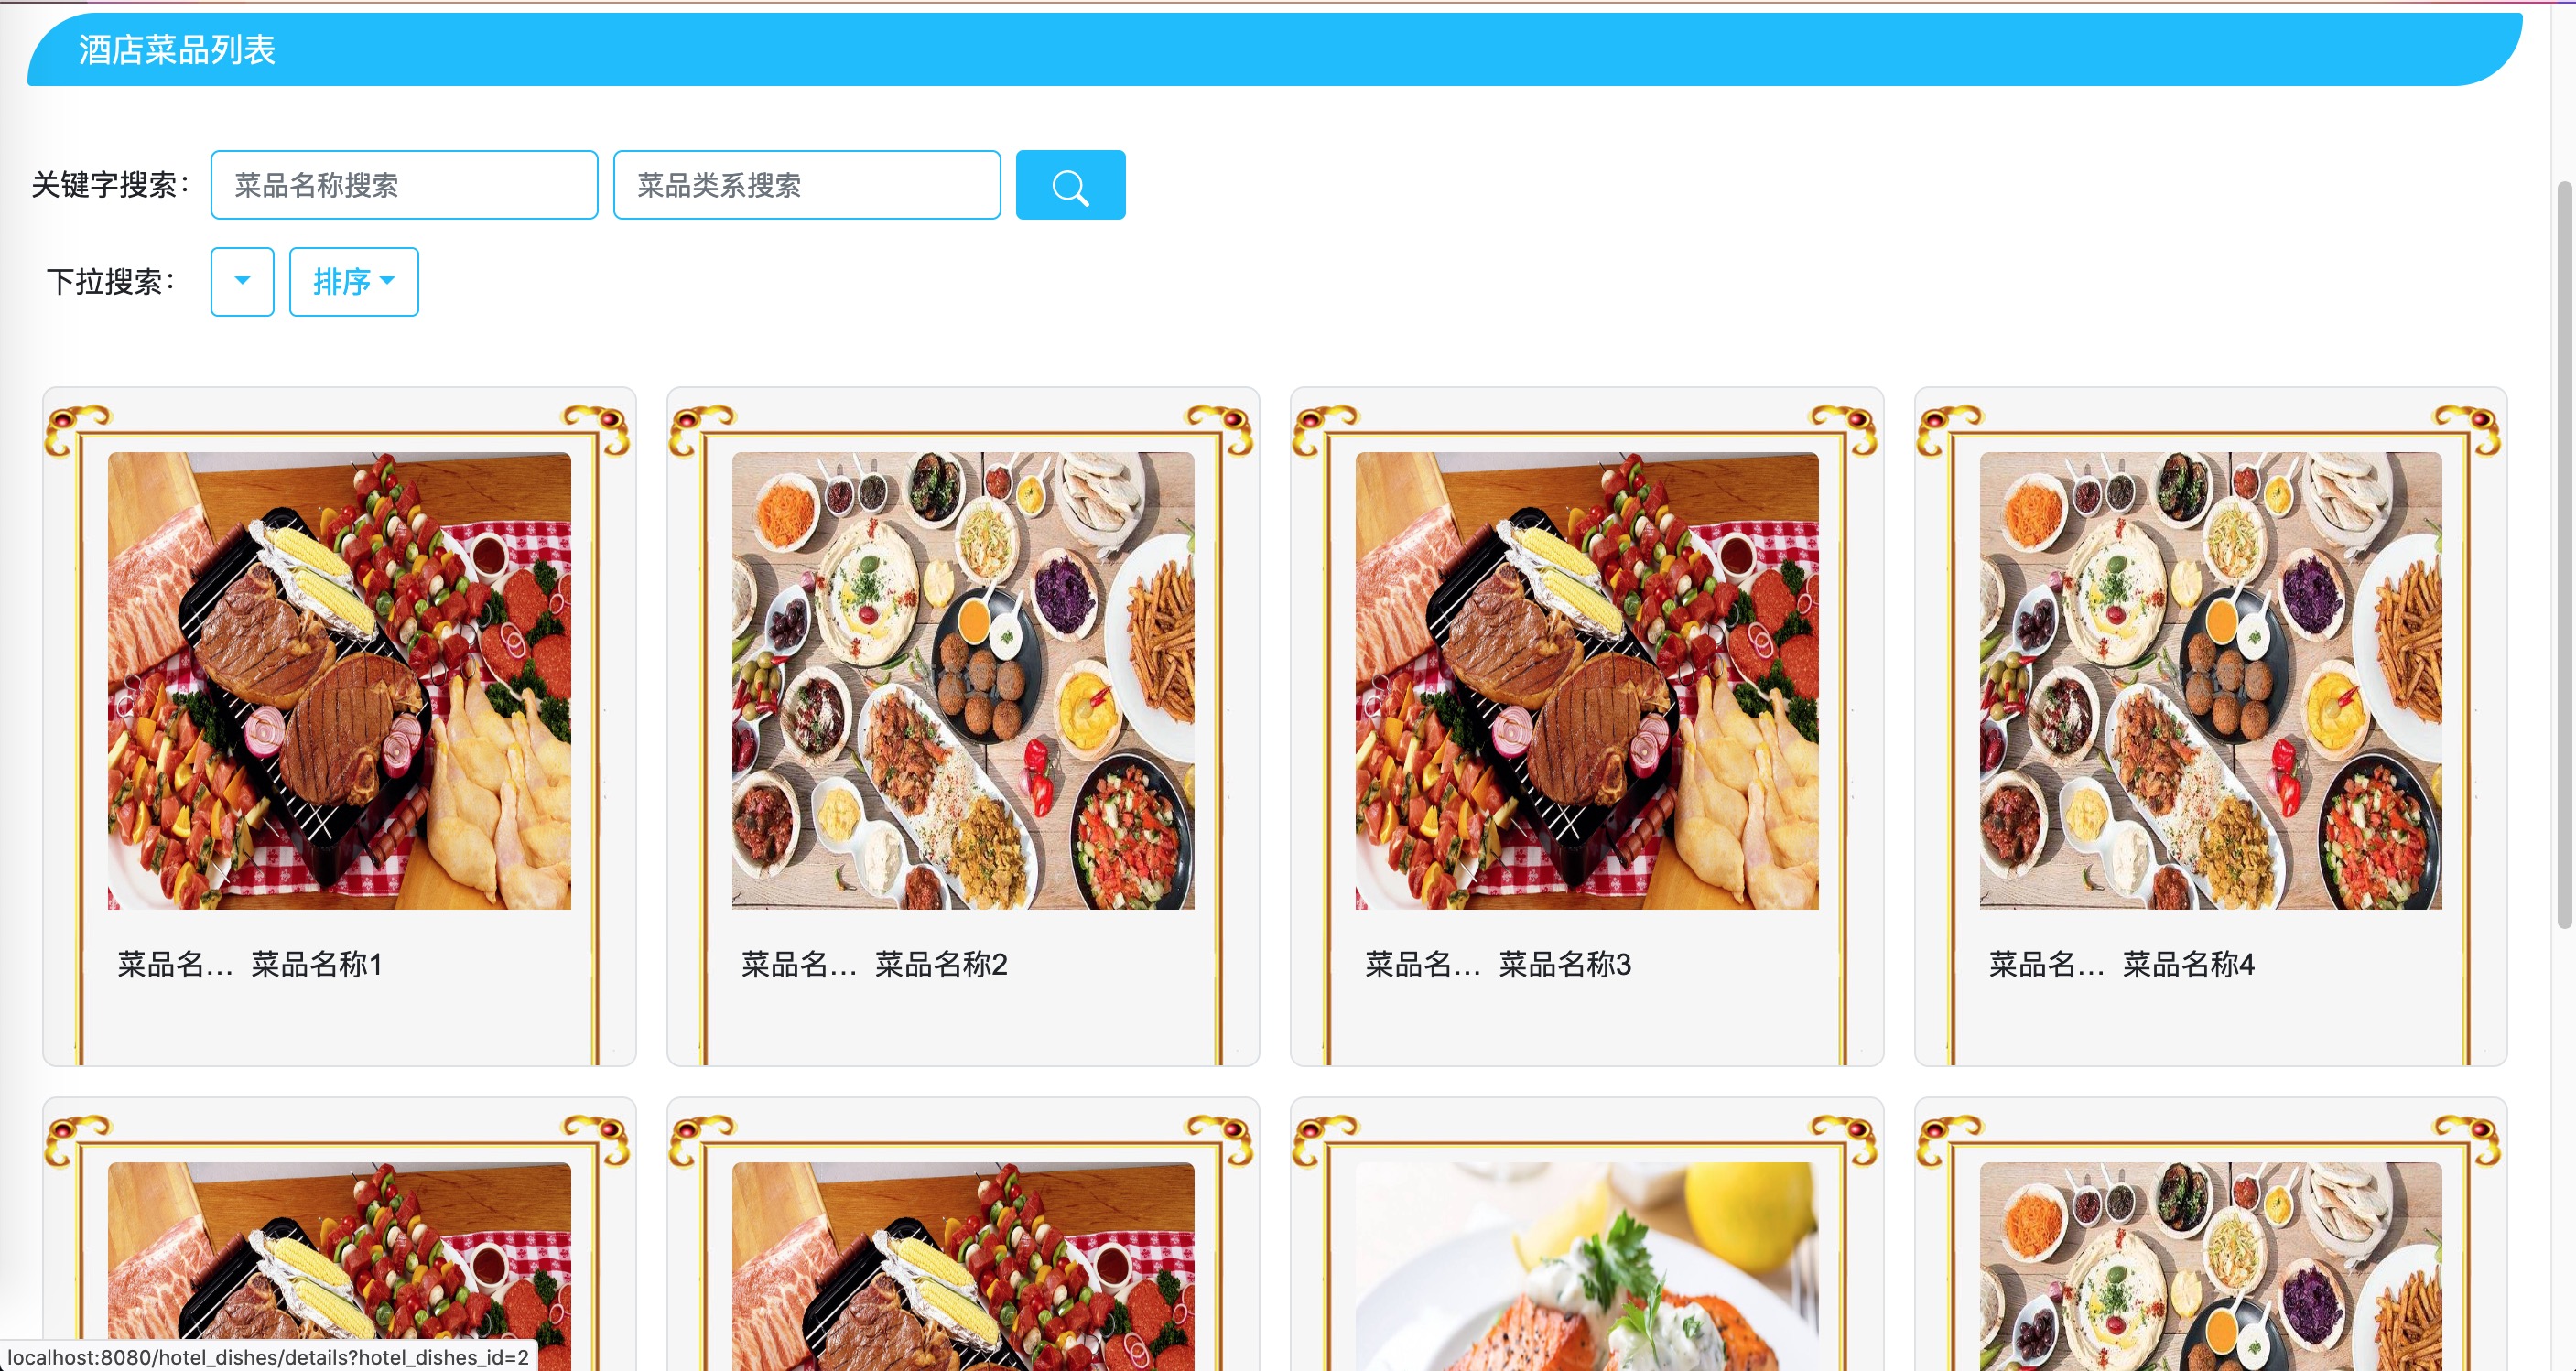 酒店菜品列表
关键字搜索： 菜品名称搜索 菜品类系搜索
下拉搜索： 排序
菜品名... 菜品名称1
菜品名... 菜品名称2
菜品名... 菜品名称3
菜品名... 菜品名称4
localhost:8080/hotel_dishes/details?hotel_dishes_id=2